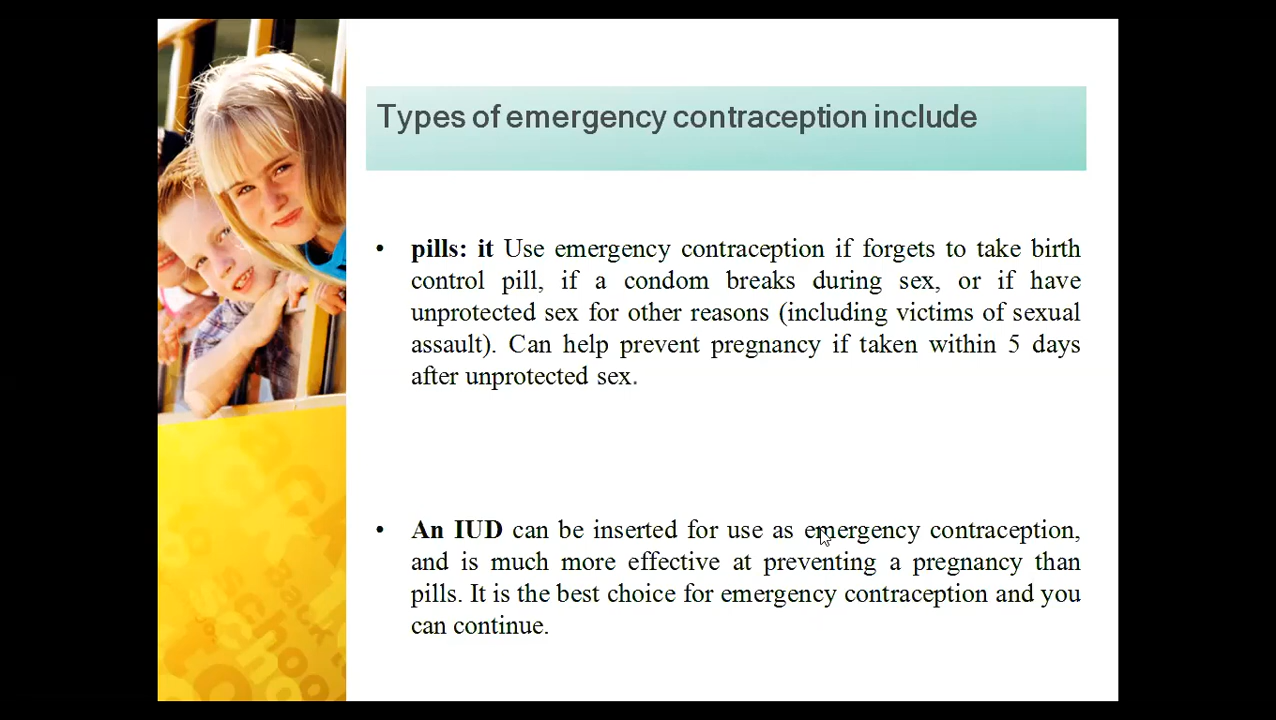 Types of emergency contraception include
• pills: it Use emergency contraception if forgets to take birth
control pill, if a condom breaks during sex, or if have
unprotected sex for other reasons (including victims of sexual
assault). Can help prevent pregnancy if taken within 5 days
after unprotected sex.
• An IUD can be inserted for use as emergency contraception,
and is much more effective at preventing a pregnancy than
pills. It is the best choice for emergency contraception and you
can continue.
school
back